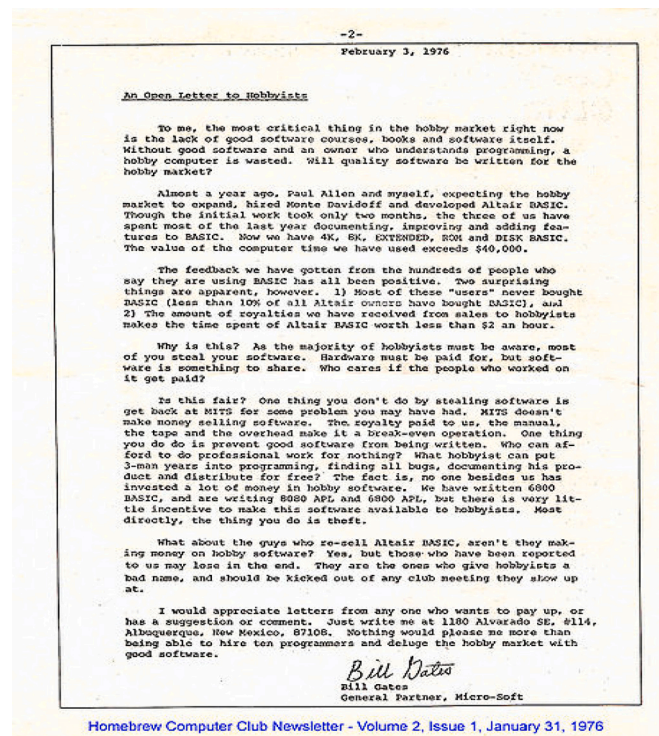 -2-
February 3, 1976
An Open Letter to Hobbyists
To me, the most critical thing in the hobby market right now
is the lack of good software courses, books and software itself.
Without good software and an owner who understands programming, a
hobby computer is wasted. Will quality software be written for the
hobby market?
Almost a year ago, Paul Allen and myself, expecting the hobby
market to expand, hired Monte Davidoff and developed Altair BASIC.
Though the initial work took only two months, the three of us have
spent most of the last year documenting, improving and adding fea-
tures to BASIC. Now we have 4K, 8K, EXTENDED, ROM and DISK BASIC.
The value of the computer time we have used exceeds $40,000.
The feedback we have gotten from the hundreds of people who
say they are using BASIC has all been positive. Two surprising
things are apparent, however. 1) Most of these "users" never bought
BASIC (less than 10% of all Altair owners have bought BASIC), and
2) The amount of royalties we have received from sales to hobbyists
makes the time spent of Altair BASIC worth less than $2 an hour.
Why is this? As the majority of hobbyists must be aware, most
of you steal your software. Hardware must be paid for, but soft-
ware is something to share. Who cares if the people who worked on
it get paid?
Is this fair? One thing you don't do by stealing software is
get back at MITS for some problem you may have had. MITS doesn't
make money selling software. The royalty paid to us, the manual,
the tape and the overhead make it a break-even operation. One thing
you do do is prevent good software from being written. Who can af-
ford to do professional work for nothing? What hobbyist can put
3-man years into programming, finding all bugs, documenting his pro-
duct and distribute for free? The fact is, no one besides us has
invested a lot of money in hobby software. We have written 6800
BASIC, and are writing 8080 APL and 6800 APL, but there is very lit-
tle incentive to make this software available to hobbyists. Most
directly, the thing you do is theft.
What about the guys who re-sell Altair BASIC, aren't they mak-
ing money on hobby software? Yes, but those who have been reported
to us may lose in the end. They are the ones who give hobbyists a
bad name, and should be kicked out of any club meeting they show up
at.
I would appreciate letters from any one who wants to pay up, or
has a suggestion or comment. Just write me at 1180 Alvarado SE, #114,
Albuquerque, New Mexico, 87108. Nothing would please me more than
being able to hire ten programmers and deluge the hobby market with
good software.
Bill Gates
Bill Gates
General Partner, Micro-Soft
Homebrew Computer Club Newsletter - Volume 2, Issue 1, January 31, 1976